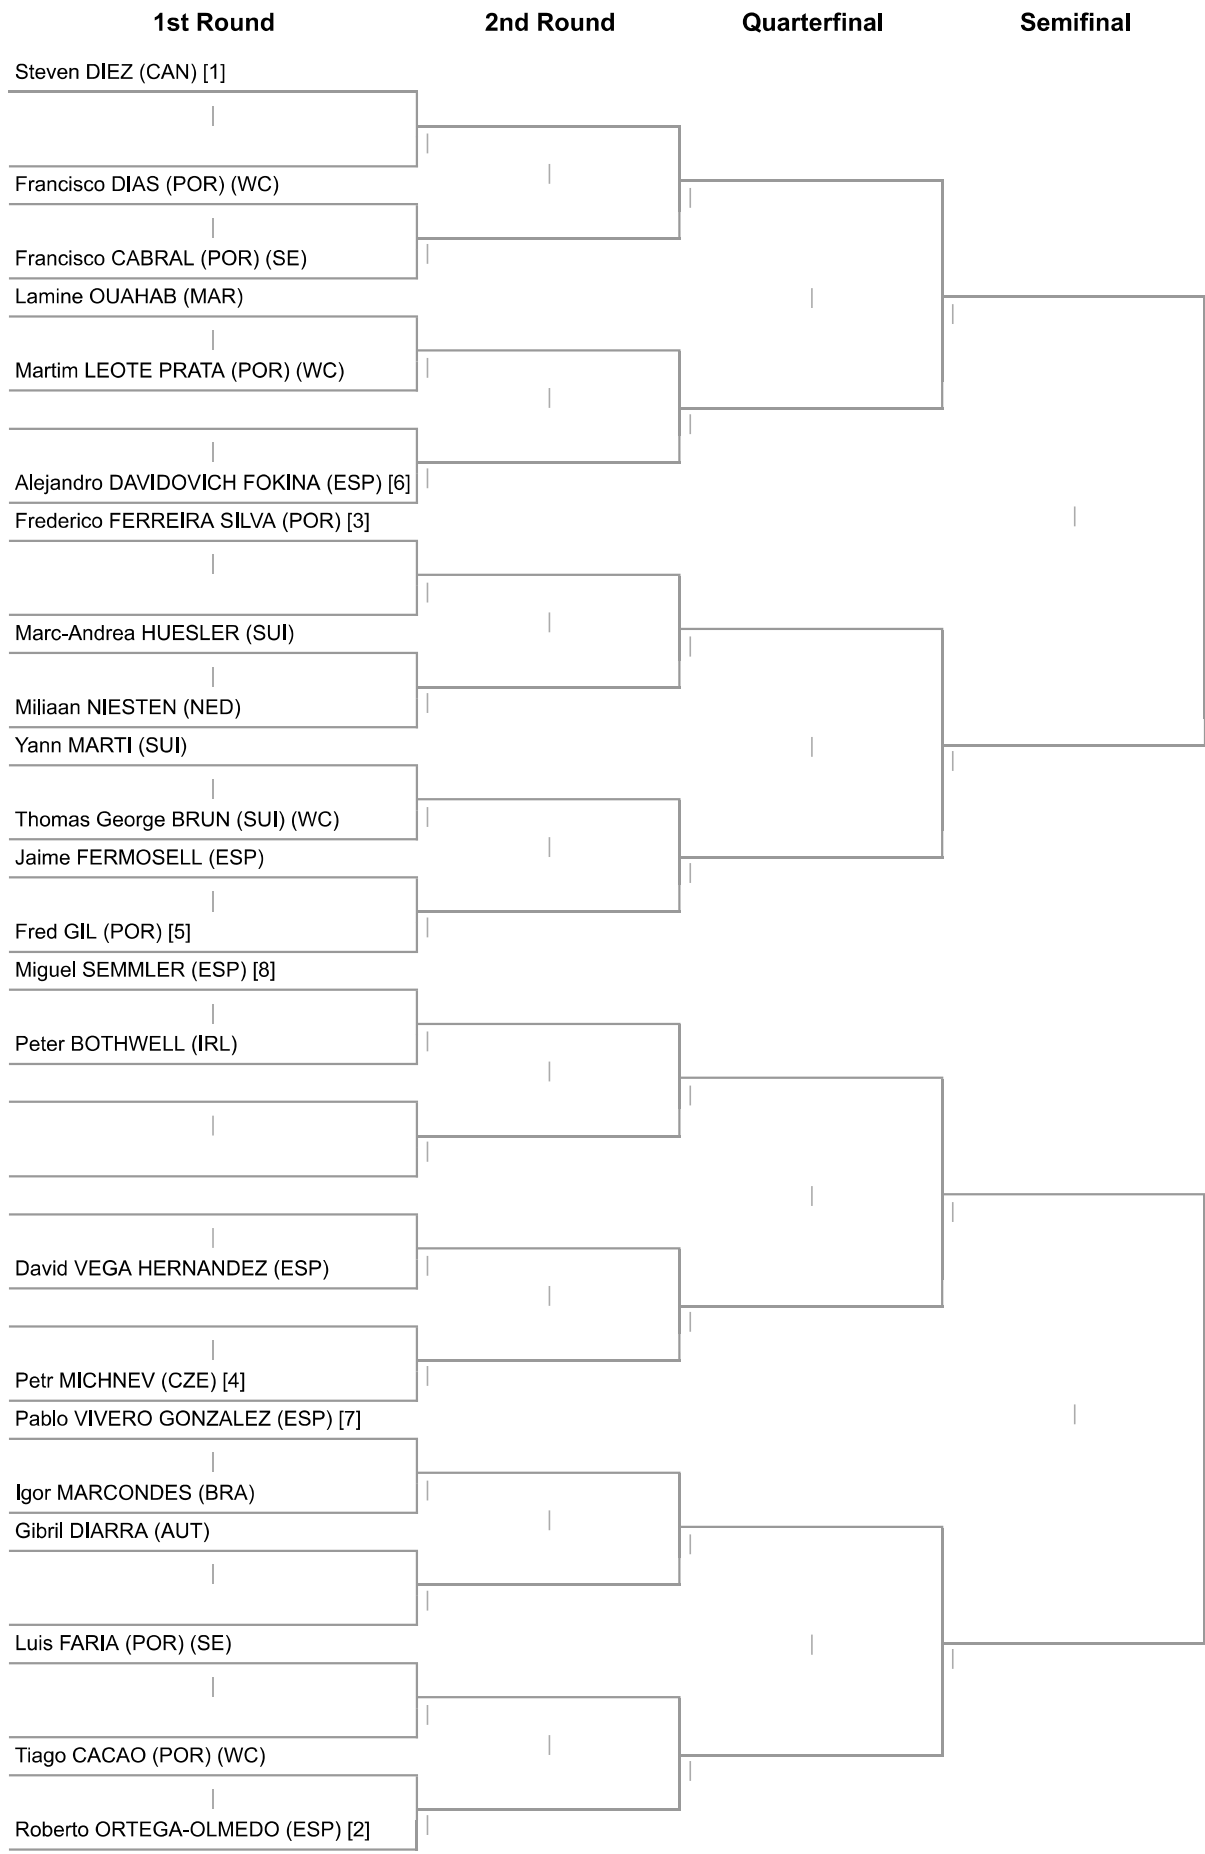 1st Round 2nd Round Quarterfinal Semifinal
Steven DIEZ (CAN) [1]
Francisco DIAS (POR) (WC)
Francisco CABRAL (POR) (SE)
Lamine OUAHAB (MAR)
Martim LEOTE PRATA (POR) (WC)
Alejandro DAVIDOVICH FOKINA (ESP) [6]
Frederico FERREIRA SILVA (POR) [3]
Marc-Andrea HUESLER (SUI)
Miliaan NIESTEN (NED)
Yann MARTI (SUI)
Thomas George BRUN (SUI) (WC)
Jaime FERMOSELL (ESP)
Fred GIL (POR) [5]
Miguel SEMMLER (ESP) [8]
Peter BOTHWELL (IRL)
David VEGA HERNANDEZ (ESP)
Petr MICHNEV (CZE) [4]
Pablo VIVERO GONZALEZ (ESP) [7]
Igor MARCONDES (BRA)
Gibril DIARRA (AUT)
Luis FARIA (POR) (SE)
Tiago CACAO (POR) (WC)
Roberto ORTEGA-OLMEDO (ESP) [2]